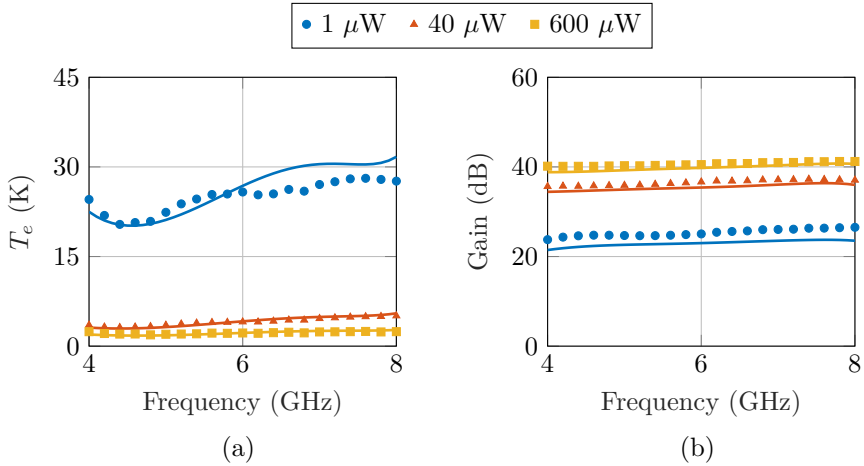 1 μW 40 μW 600 μW
45
30
15
0
T_e (K)
4 6 8
Frequency (GHz)
(a)
60
40
20
0
Gain (dB)
4 6 8
Frequency (GHz)
(b)